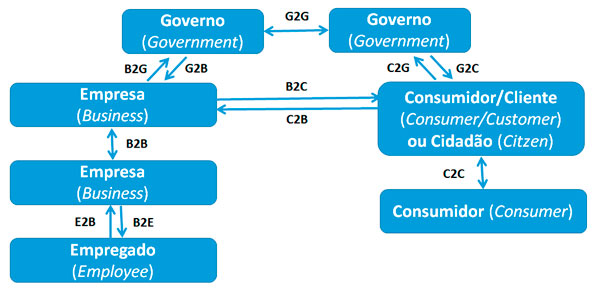 Governo
(Government)
G2G
Governo
(Government)
B2G
G2B
C2G
G2C
Empresa
(Business)
B2C
C2B
Consumidor/Cliente
(Consumer/Customer)
ou Cidadão (Citzen)
B2B
C2C
Empresa
(Business)
Consumidor (Consumer)
E2B
B2E
Empregado
(Employee)